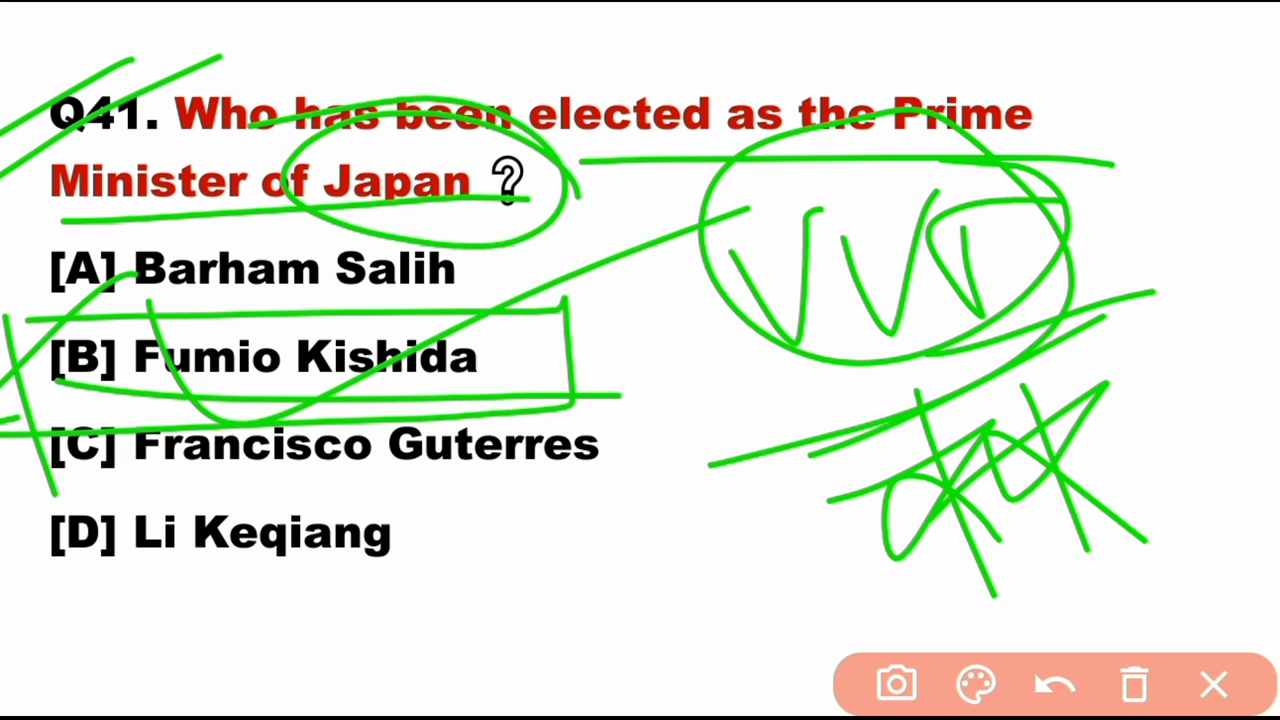 Q41. Who has been elected as the Prime
Minister of Japan ?
[A] Barham Salih
VVD
[B] Fumio Kishida
[C] Francisco Guterres
[D] Li Keqiang